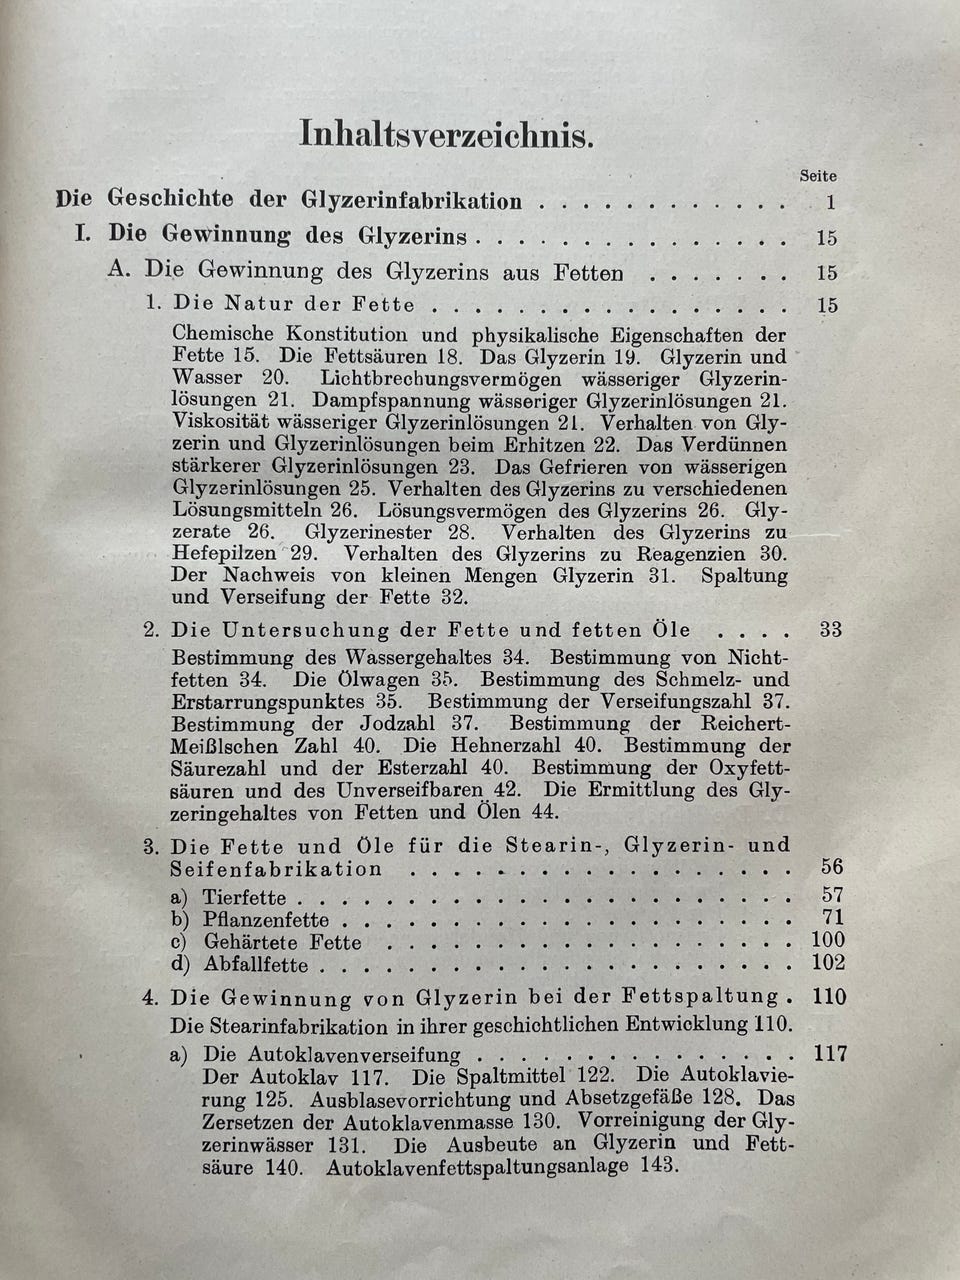 Inhaltsverzeichnis.
Seite
Die Geschichte der Glyzerinfabrikation . . . . . . . . . . . . 1
I. Die Gewinnung des Glyzerins . . . . . . . . . . . . . . . 15
A. Die Gewinnung des Glyzerins aus Fetten . . . . . . . 15
1. Die Natur der Fette . . . . . . . . . . . . . . . . 15
Chemische Konstitution und physikalische Eigenschaften der
Fette 15. Die Fettsäuren 18. Das Glyzerin 19. Glyzerin und
Wasser 20. Lichtbrechungsvermögen wässeriger Glyzerin-
lösungen 21. Dampfspannung wässeriger Glyzerinlösungen 21.
Viskosität wässeriger Glyzerinlösungen 21. Verhalten von Gly-
zerin und Glyzerinlösungen beim Erhitzen 22. Das Verdünnen
stärkerer Glyzerinlösungen 23. Das Gefrieren von wässerigen
Glyzerinlösungen 25. Verhalten des Glyzerins zu verschiedenen
Lösungsmitteln 26. Lösungsvermögen des Glyzerins 26. Gly-
zerate 26. Glyzerinester 28. Verhalten des Glyzerins zu
Hefepilzen 29. Verhalten des Glyzerins zu Reagenzien 30.
Der Nachweis von kleinen Mengen Glyzerin 31. Spaltung
und Verseifung der Fette 32.
2. Die Untersuchung der Fette und fetten Öle . . . . 33
Bestimmung des Wassergehaltes 34. Bestimmung von Nicht-
fetten 34. Die Ölwagen 35. Bestimmung des Schmelz- und
Erstarrungspunktes 35. Bestimmung der Verseifungszahl 37.
Bestimmung der Jodzahl 37. Bestimmung der Reichert-
Meißlschen Zahl 40. Die Hehnerzahl 40. Bestimmung der
Säurezahl und der Esterzahl 40. Bestimmung der Oxyfett-
säuren und des Unverseifbaren 42. Die Ermittlung des Gly-
zeringehaltes von Fetten und Ölen 44.
3. Die Fette und Öle für die Stearin-, Glyzerin- und
Seifenfabrikation . . . . . . . . . . . . . . . . . 56
a) Tierfette . . . . . . . . . . . . . . . . . . . . . . 57
b) Pflanzenfette . . . . . . . . . . . . . . . . . . . . 71
c) Gehärtete Fette . . . . . . . . . . . . . . . . . . 100
d) Abfallfette . . . . . . . . . . . . . . . . . . . . . 102
4. Die Gewinnung von Glyzerin bei der Fettspaltung . 110
Die Stearinfabrikation in ihrer geschichtlichen Entwicklung 110.
a) Die Autoklavenverseifung . . . . . . . . . . . . . . 117
Der Autoklav 117. Die Spaltmittel 122. Die Autoklavie-
rung 125. Ausblasevorrichtung und Absetzgefäße 128. Das
Zersetzen der Autoklavenmasse 130. Vorreinigung der Gly-
zerinwässer 131. Die Ausbeute an Glyzerin und Fett-
säure 140. Autoklavenfettspaltungsanlage 143.